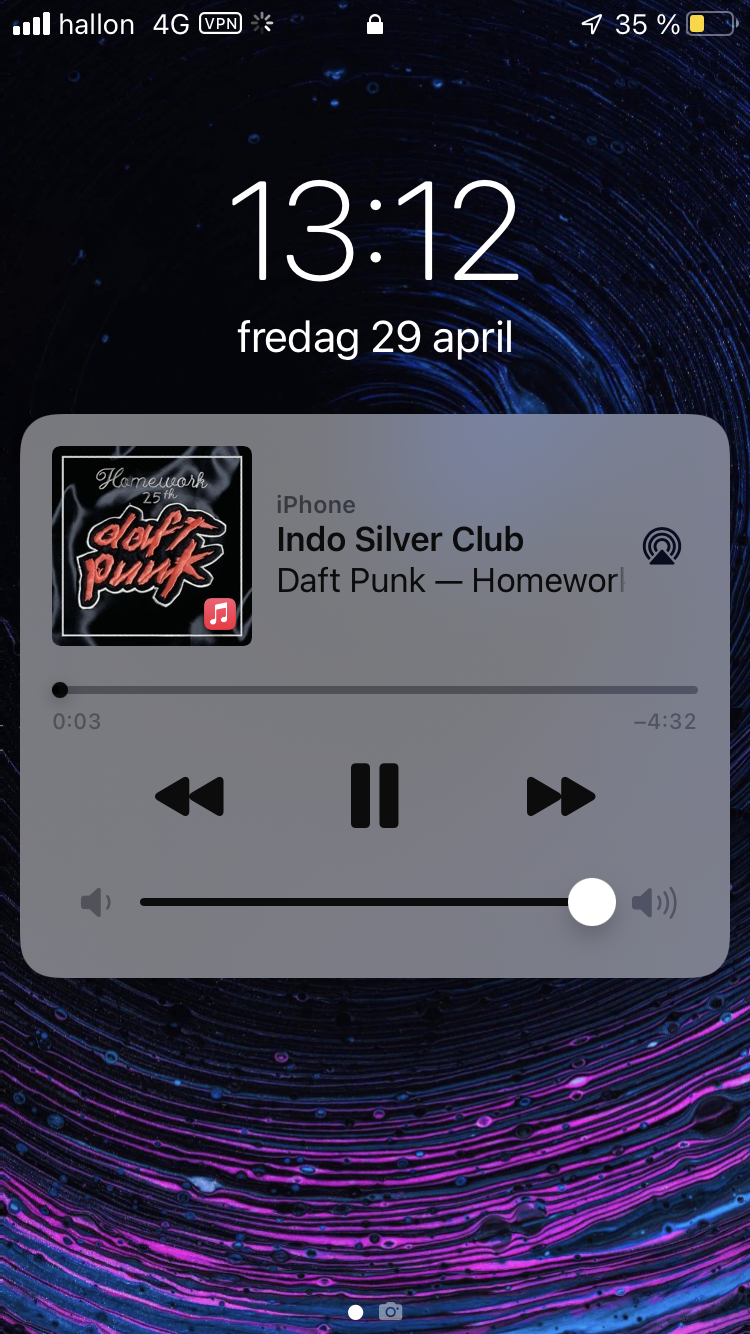 hallon 4G VPN 35 %
13:12
fredag 29 april
Homework
25th
daft
punk
iPhone
Indo Silver Club
Daft Punk — Homewor
0:03 −4:32